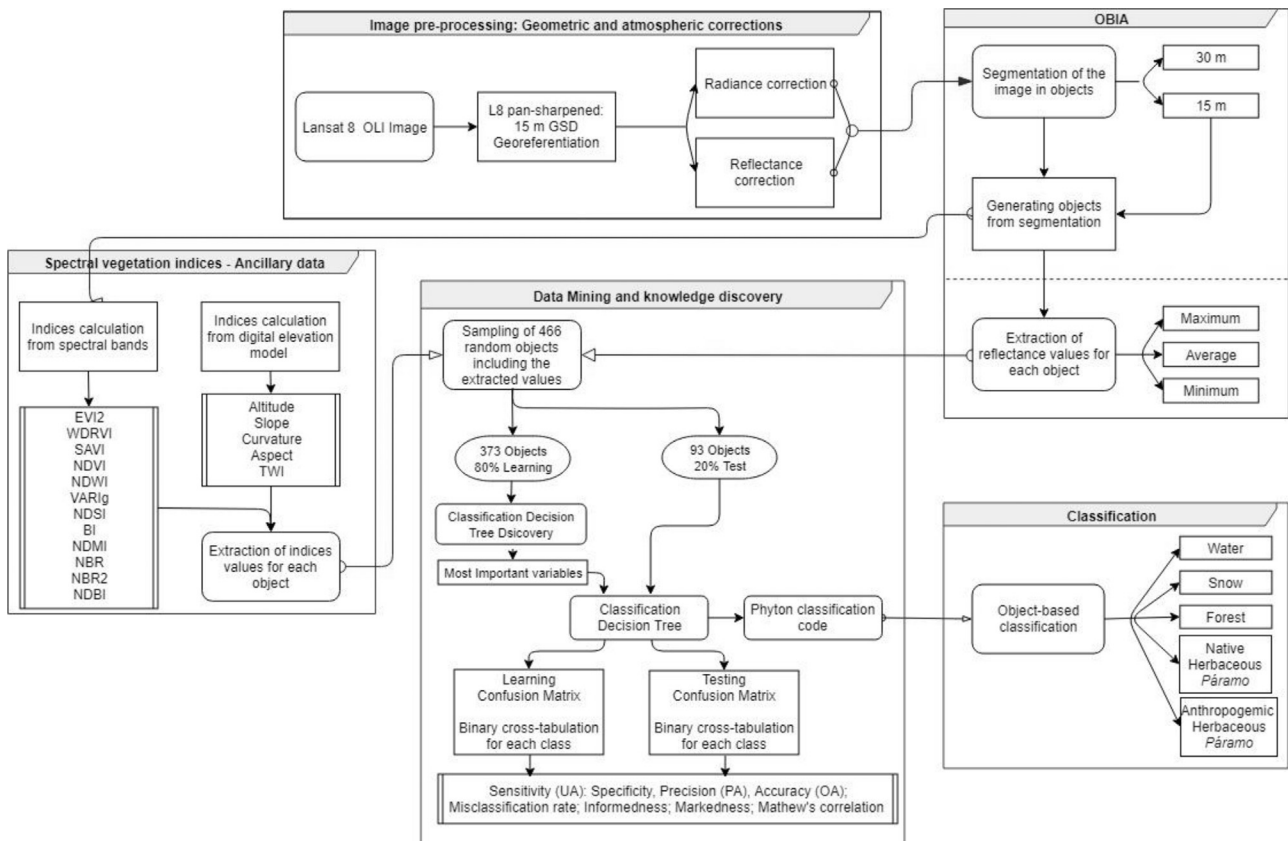 Image pre-processing: Geometric and atmospheric corrections
Lansat 8 OLI Image
L8 pan-sharpened:
15 m GSD
Georeferentiation
Radiance correction
Reflectance
correction
OBIA
Segmentation of the
image in objects
30 m
15 m
Generating objects
from segmentation
Extraction of
reflectance values for
each object
Maximum
Average
Minimum
Spectral vegetation indices - Ancillary data
Indices calculation
from spectral bands
Indices calculation
from digital elevation
model
EVI2
WDRVI
SAVI
NDVI
NDWI
VARIg
NDSI
BI
NDMI
NBR
NBR2
NDBI
Altitude
Slope
Curvature
Aspect
TWI
Extraction of indices
values for each
object
Data Mining and knowledge discovery
Sampling of 466
random objects
including the
extracted values
373 Objects
80% Learning
93 Objects
20% Test
Classification Decision
Tree Dsicovery
Most Important variables
Classification
Decision Tree
Phyton classification
code
Learning
Confusion Matrix
Binary cross-tabulation
for each class
Testing
Confusion Matrix
Binary cross-tabulation
for each class
Sensitivity (UA): Specificity, Precision (PA), Accuracy (OA);
Misclassification rate; Informedness; Markedness; Mathew's correlation
Classification
Object-based
classification
Water
Snow
Forest
Native
Herbaceous
Páramo
Anthropogemic
Herbaceous
Páramo